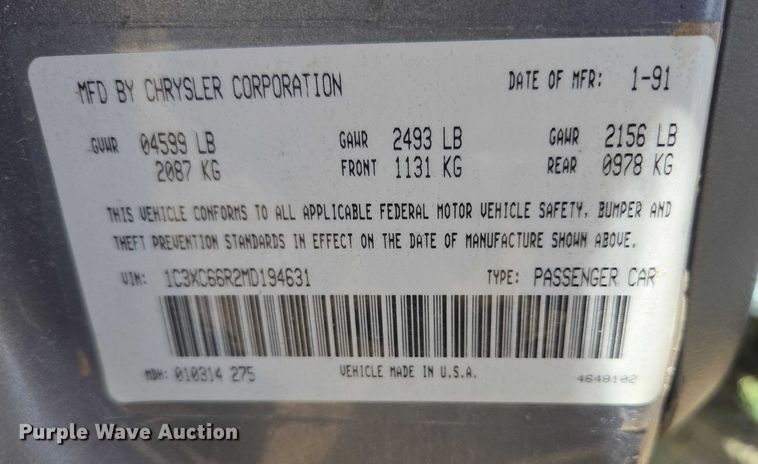 MFD BY CHRYSLER CORPORATION DATE OF MFR: 1-91
GVWR 04599 LB GAWR 2493 LB GAWR 2156 LB
2087 KG FRONT 1131 KG REAR 0978 KG
THIS VEHICLE CONFORMS TO ALL APPLICABLE FEDERAL MOTOR VEHICLE SAFETY, BUMPER AND
THEFT PREVENTION STANDARDS IN EFFECT ON THE DATE OF MANUFACTURE SHOWN ABOVE.
VIN: 1C3XC66R2MD194631 TYPE: PASSENGER CAR
MDH: 010314 275 VEHICLE MADE IN U.S.A. 4648102
Purple Wave Auction